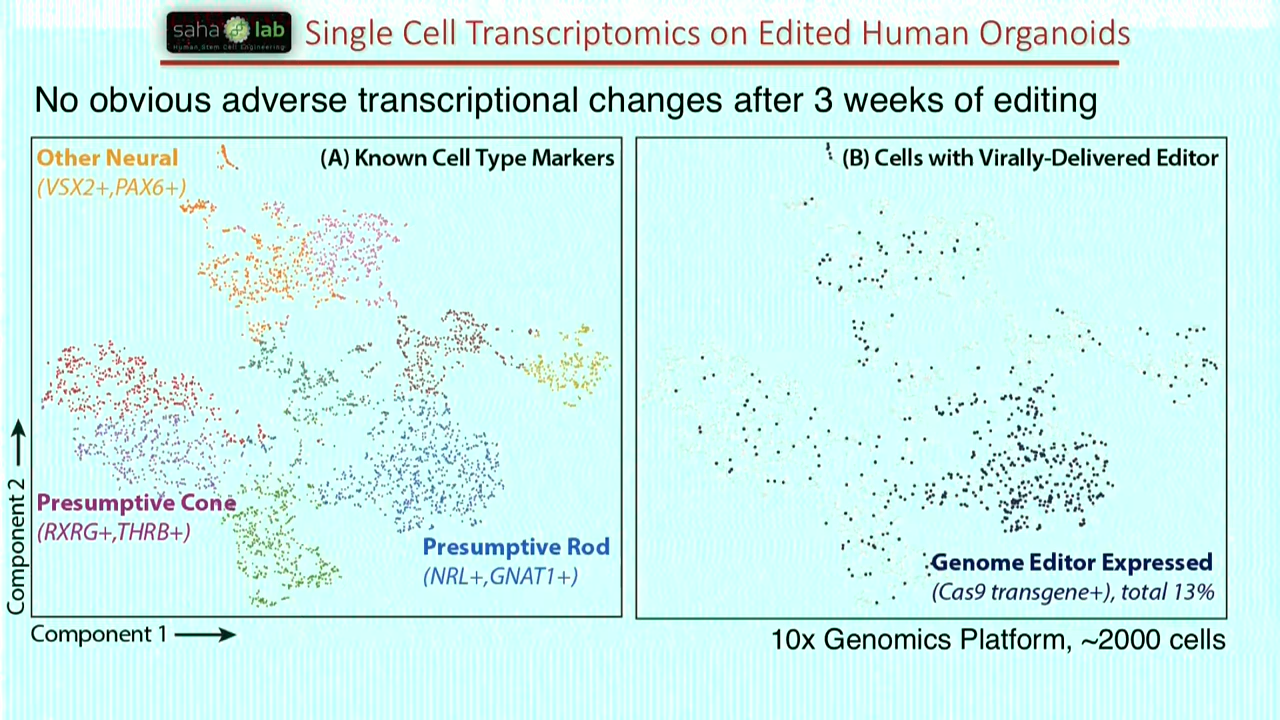 saha lab
Human Stem Cell Engineering
Single Cell Transcriptomics on Edited Human Organoids
No obvious adverse transcriptional changes after 3 weeks of editing
Other Neural
(VSX2+,PAX6+)
(A) Known Cell Type Markers
Presumptive Cone
(RXRG+,THRB+)
Presumptive Rod
(NRL+,GNAT1+)
Component 2
Component 1
(B) Cells with Virally-Delivered Editor
Genome Editor Expressed
(Cas9 transgene+), total 13%
10x Genomics Platform, ~2000 cells